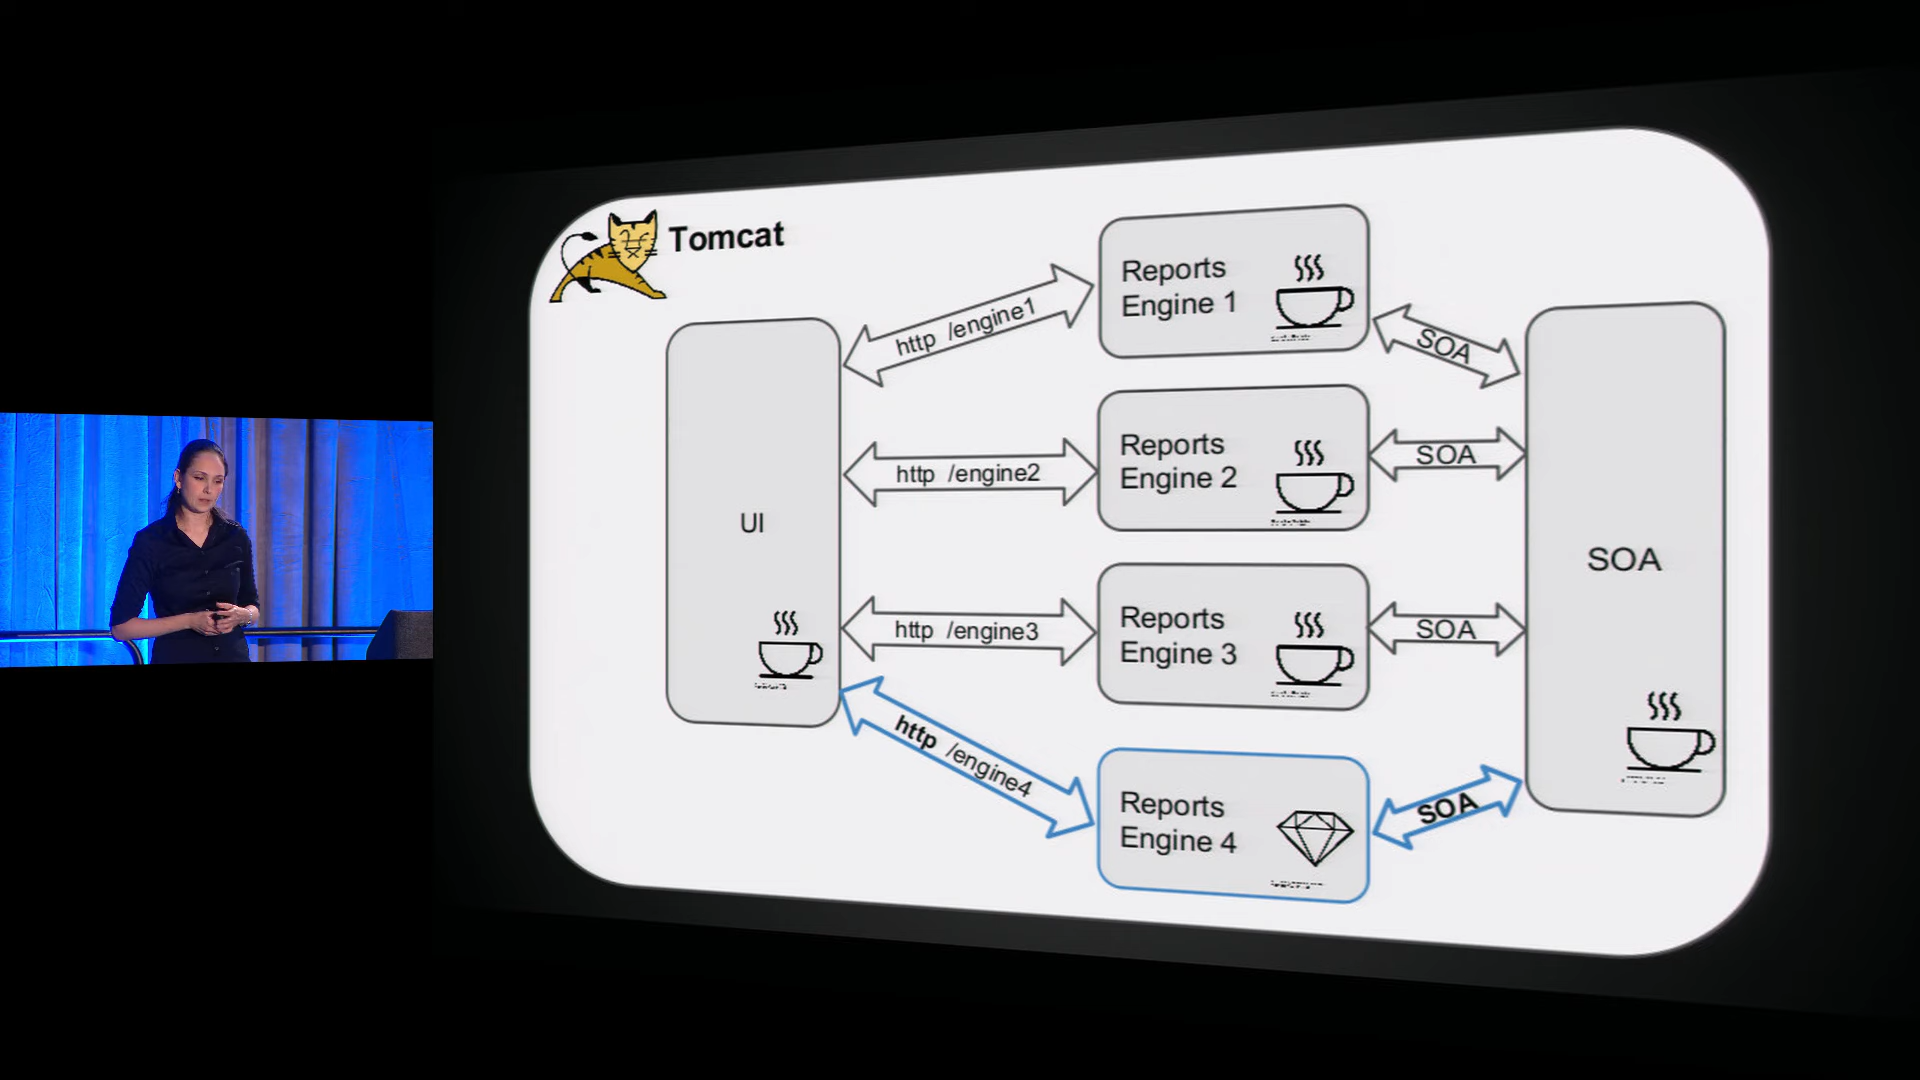 Tomcat
UI
http /engine1
http /engine2
http /engine3
http /engine4
Reports
Engine 1
Reports
Engine 2
Reports
Engine 3
Reports
Engine 4
SOA
SOA
SOA
SOA
SOA